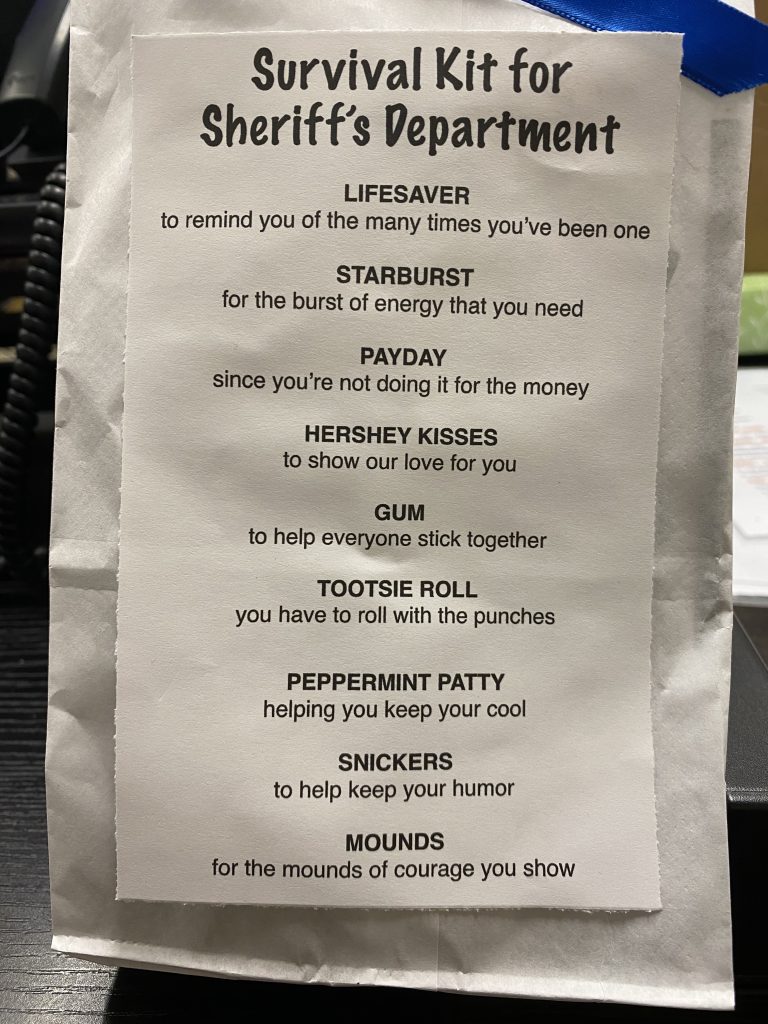 Survival Kit for
Sheriff's Department
LIFESAVER
to remind you of the many times you've been one
STARBURST
for the burst of energy that you need
PAYDAY
since you're not doing it for the money
HERSHEY KISSES
to show our love for you
GUM
to help everyone stick together
TOOTSIE ROLL
you have to roll with the punches
PEPPERMINT PATTY
helping you keep your cool
SNICKERS
to help keep your humor
MOUNDS
for the mounds of courage you show